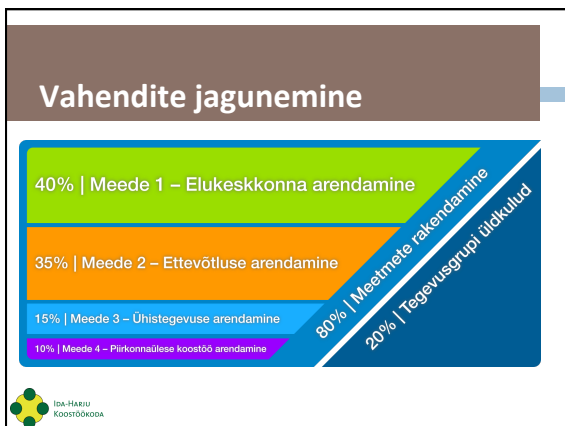 Vahendite jagunemine
40% | Meede 1 – Elukeskkonna arendamine
35% | Meede 2 – Ettevõtluse arendamine
15% | Meede 3 – Ühistegevuse arendamine
10% | Meede 4 – Piirkonnaülese koostöö arendamine
80% | Meetmete rakendamine
20% | Tegevusgrupi üldkulud
IDA-HARJU
KOOSTÖÖKODA